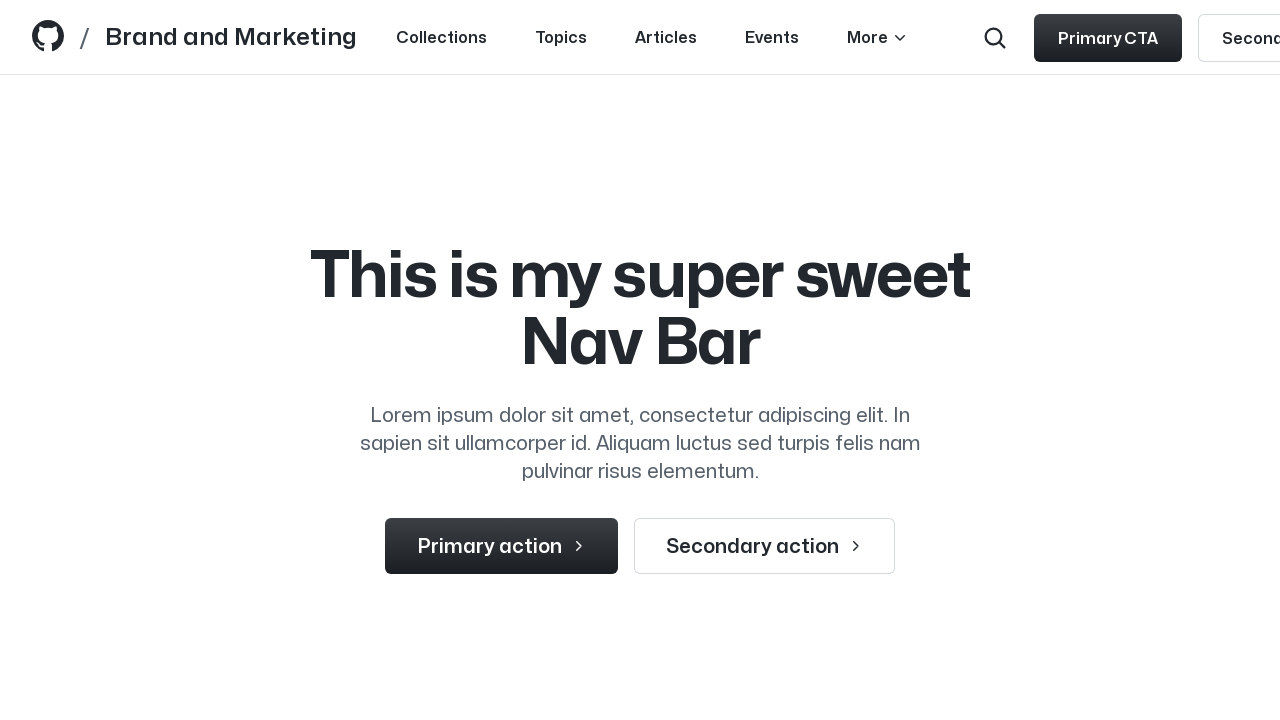 / Brand and Marketing Collections Topics Articles Events More Primary CTA Second
This is my super sweet
Nav Bar
Lorem ipsum dolor sit amet, consectetur adipiscing elit. In
sapien sit ullamcorper id. Aliquam luctus sed turpis felis nam
pulvinar risus elementum.
Primary action Secondary action